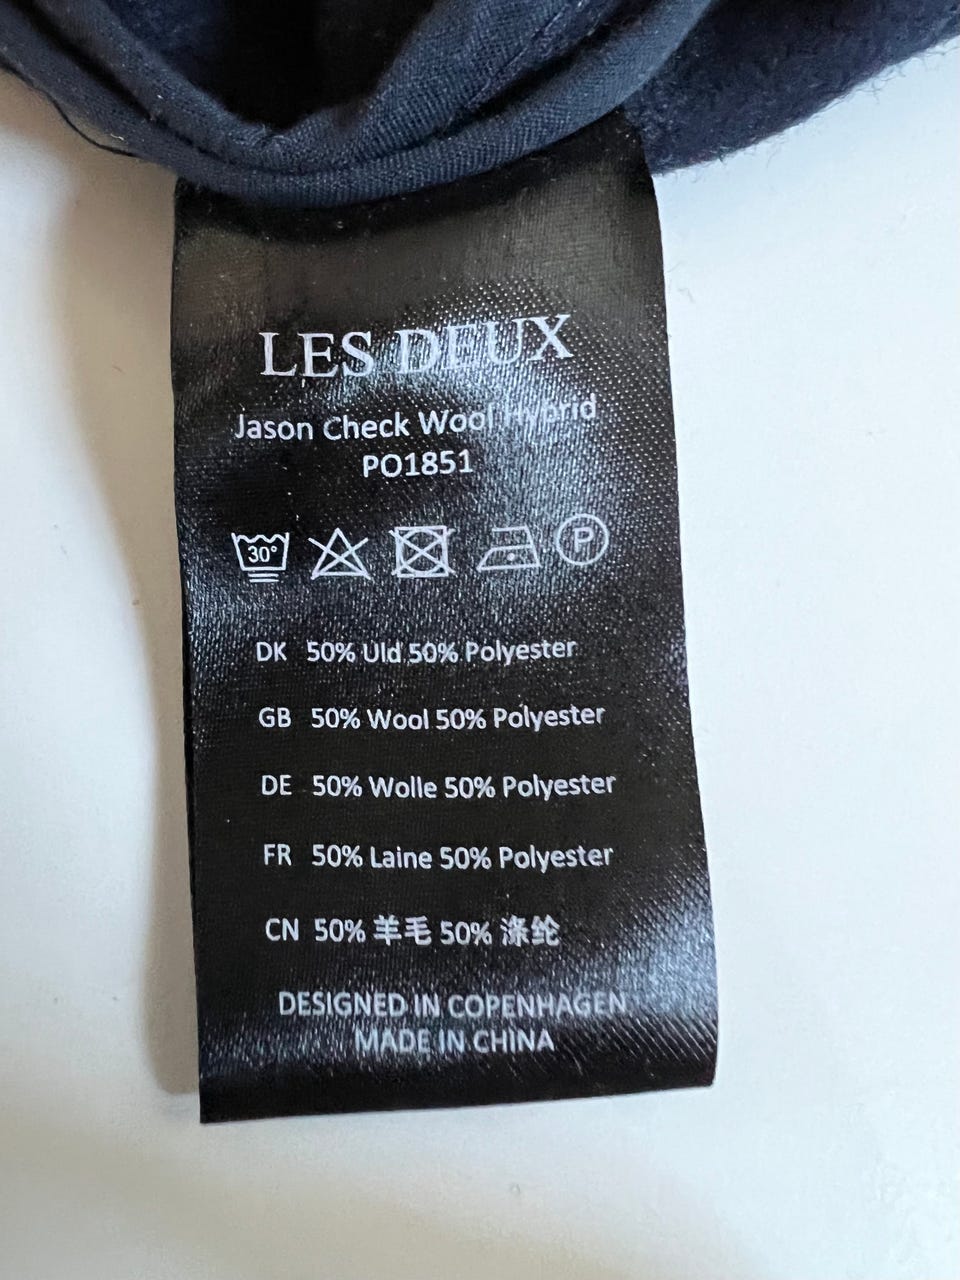 LES DEUX
Jason Check Wool Hybrid
PO1851
30° P
DK 50% Uld 50% Polyester
GB 50% Wool 50% Polyester
DE 50% Wolle 50% Polyester
FR 50% Laine 50% Polyester
CN 50% 羊毛 50% 涤纶
DESIGNED IN COPENHAGEN
MADE IN CHINA